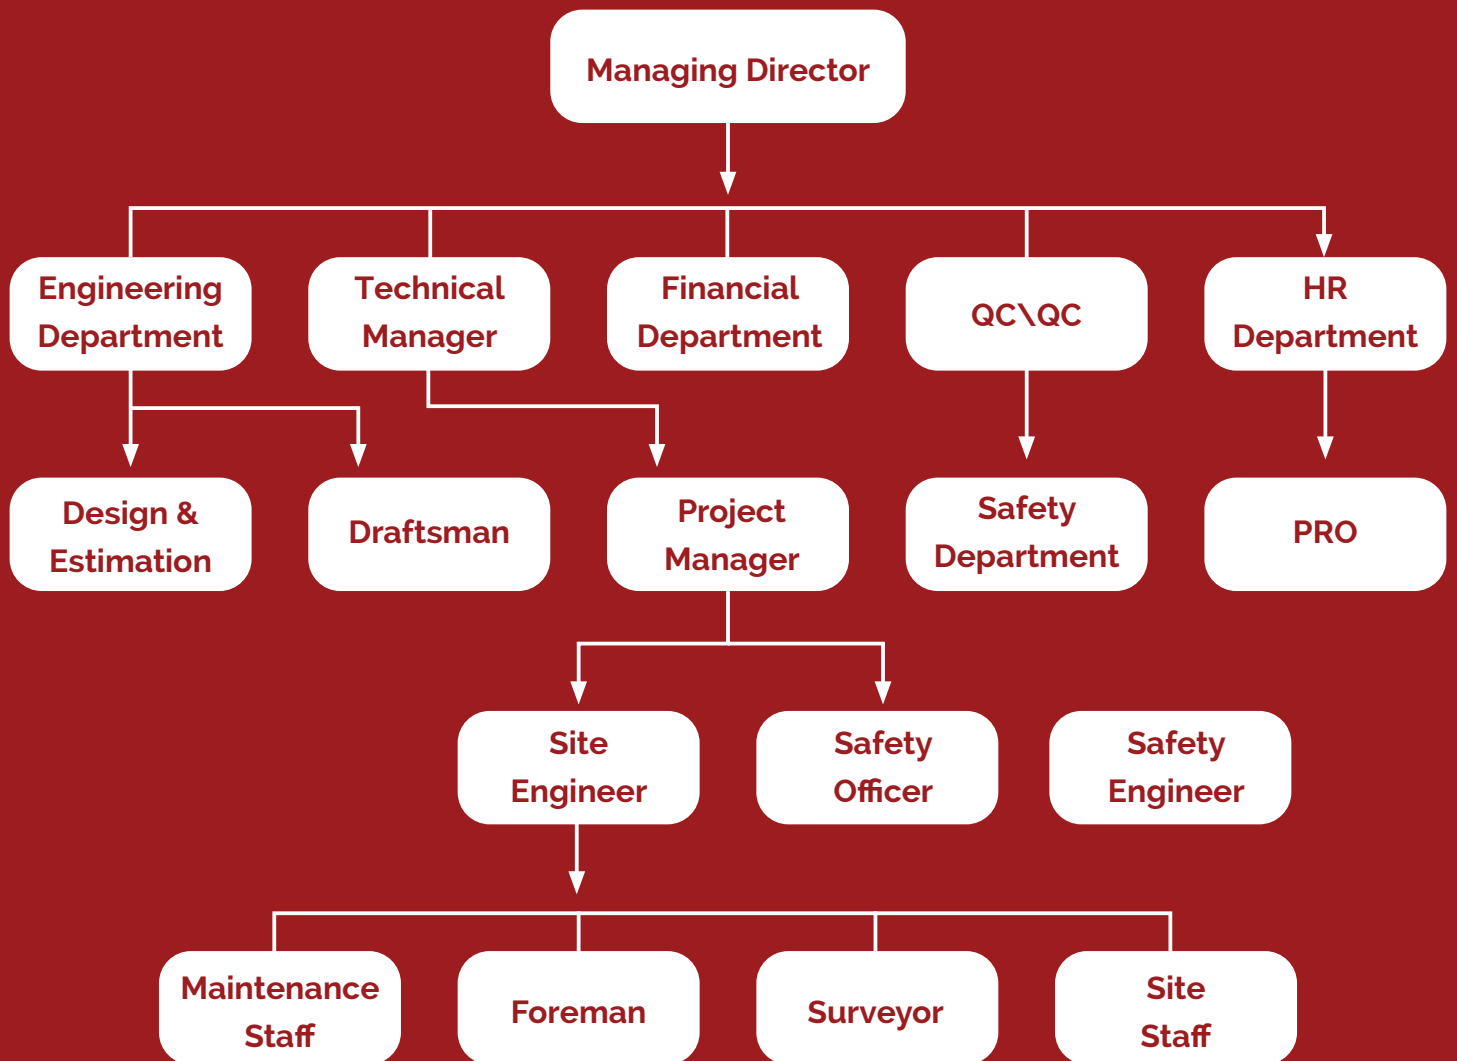 Managing Director
Engineering
Department
Technical
Manager
Financial
Department
QC\QC
HR
Department
Design &
Estimation
Draftsman
Project
Manager
Safety
Department
PRO
Site
Engineer
Safety
Officer
Safety
Engineer
Maintenance
Staff
Foreman
Surveyor
Site
Staff